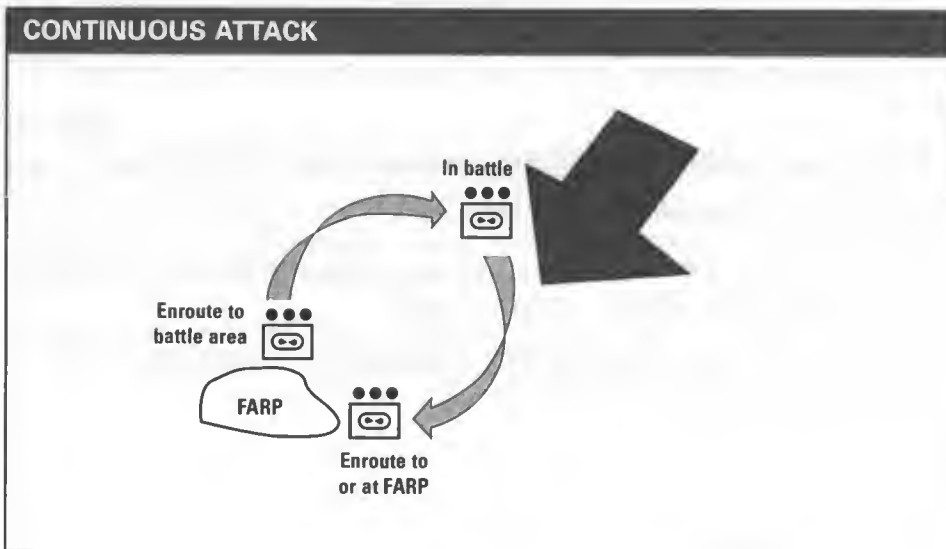 CONTINUOUS ATTACK
In battle
Enroute to
battle area
FARP
Enroute to
or at FARP